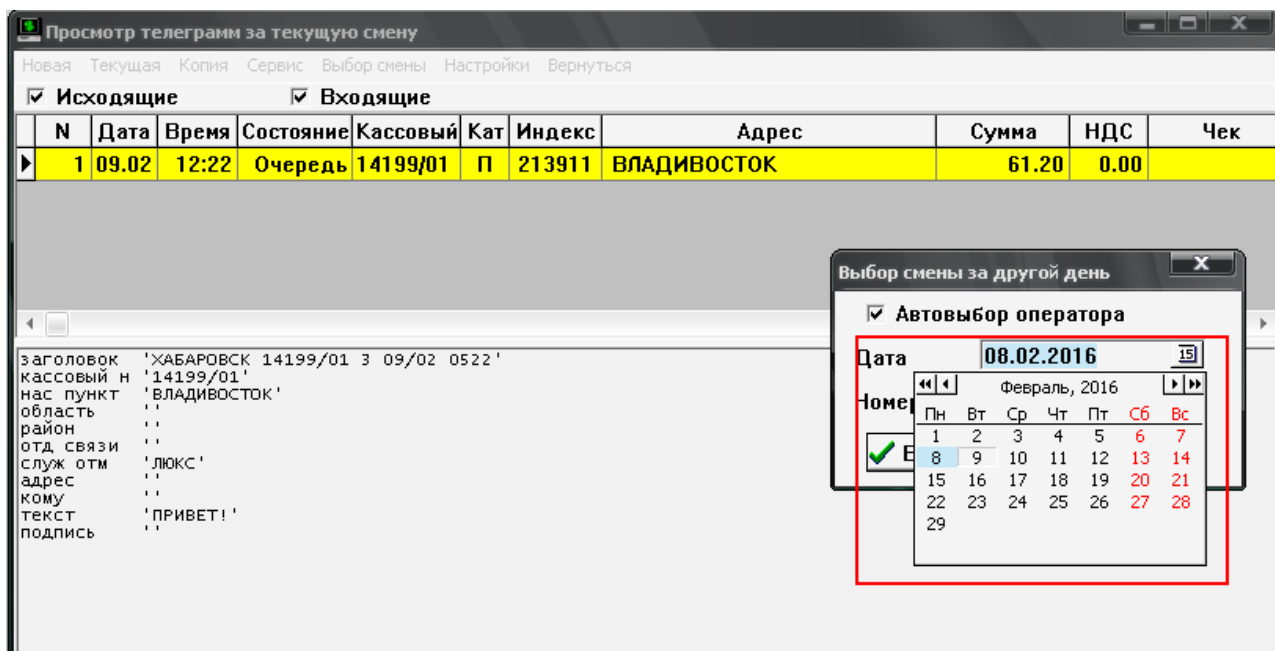 Просмотр телеграмм за текущую смену
Новая Текущая Копия Сервис Выбор смены Настройки Вернуться
Исходящие Входящие
N Дата Время Состояние Кассовый Кат Индекс Адрес Сумма НДС Чек
1 09.02 12:22 Очередь 14199/01 П 213911 ВЛАДИВОСТОК 61.20 0.00
Выбор смены за другой день
Автовыбор оператора
Дата 08.02.2016 15
Февраль, 2016
Пн Вт Ср Чт Пт Сб Вс
1 2 3 4 5 6 7
8 9 10 11 12 13 14
15 16 17 18 19 20 21
22 23 24 25 26 27 28
29
заголовок 'ХАБАРОВСК 14199/01 3 09/02 0522'
кассовый н '14199/01'
нас пункт 'ВЛАДИВОСТОК'
область ' '
район ' '
отд связи ' '
служ отм 'ЛЮКС'
адрес ' '
кому ' '
текст 'ПРИВЕТ!'
подпись ' '